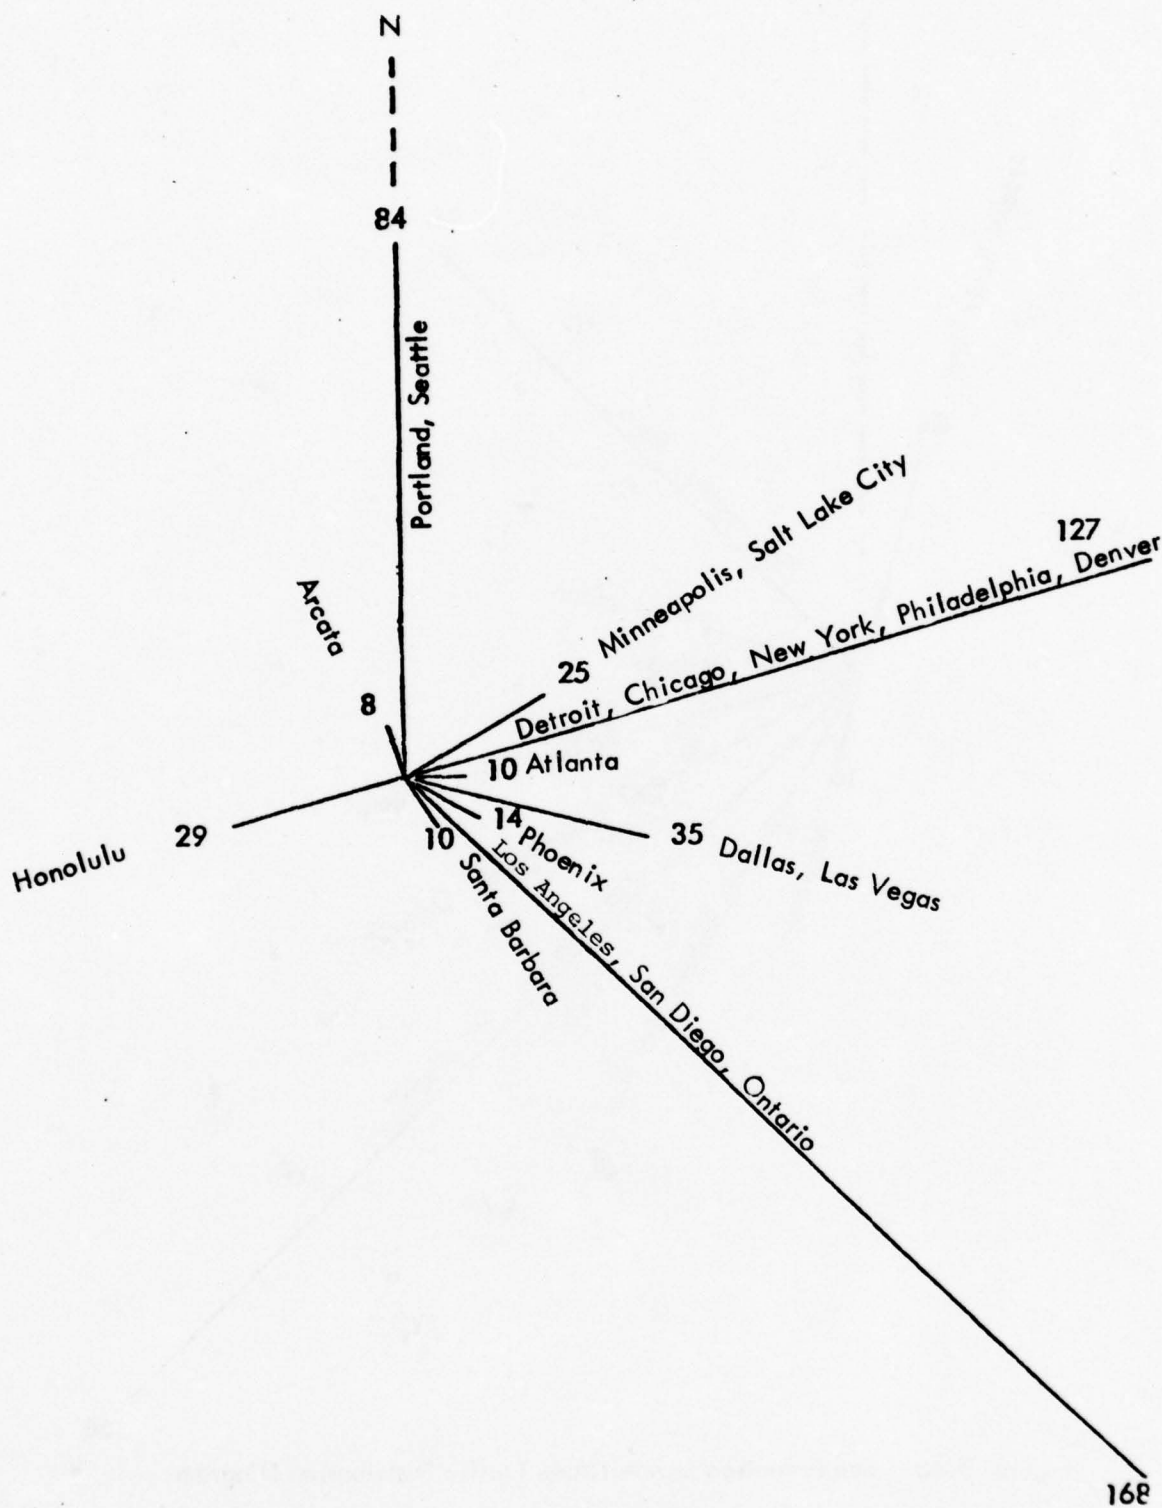 N
84
Portland, Seattle
Minneapolis, Salt Lake City
25
127
Detroit, Chicago, New York, Philadelphia, Denver
Arcata
8
10 Atlanta
29
Honolulu
14
Phoenix
35 Dallas, Las Vegas
10
Santa Barbara
Los Angeles, San Diego, Ontario
168